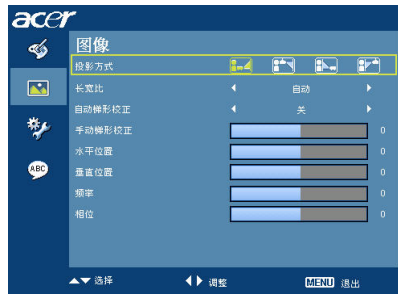 acer
图像
投影方式
长宽比 自动
自动梯形校正 关
手动梯形校正 0
水平位置 0
垂直位置 0
频率 0
相位 0
ABC
选择 调整 MENU 退出